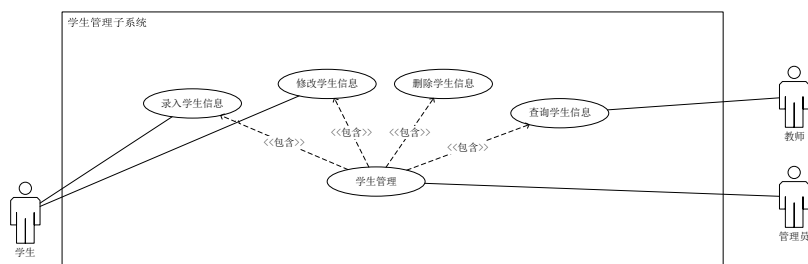 学生管理子系统
修改学生信息
删除学生信息
录入学生信息
查询学生信息
<<包含>>
<<包含>>
<<包含>>
<<包含>>
教师
学生管理
学生
管理员